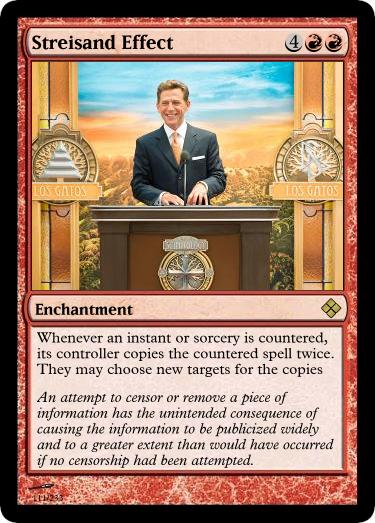 Streisand Effect 4
LOS GATOS LOS GATOS
SCIENTOLOGY
Enchantment
Whenever an instant or sorcery is countered,
its controller copies the countered spell twice.
They may choose new targets for the copies
An attempt to censor or remove a piece of
information has the unintended consequence of
causing the information to be publicized widely
and to a greater extent than would have occurred
if no censorship had been attempted.
111/233